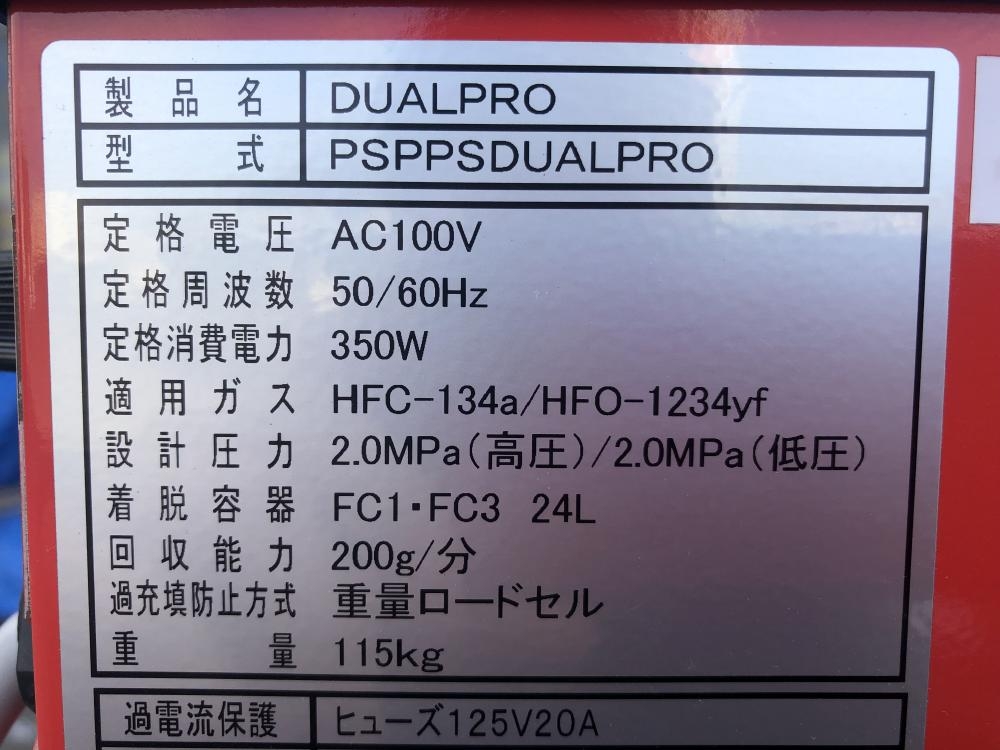 製品名 DUALPRO
型式 PSPPSDUALPRO
定格電圧 AC100V
定格周波数 50/60Hz
定格消費電力 350W
適用ガス HFC-134a/HFO-1234yf
設計圧力 2.0MPa(高圧)/2.0MPa(低圧)
着脱容器 FC1・FC3 24L
回収能力 200g/分
過充填防止方式 重量ロードセル
重量 115kg
過電流保護 ヒューズ125V20A